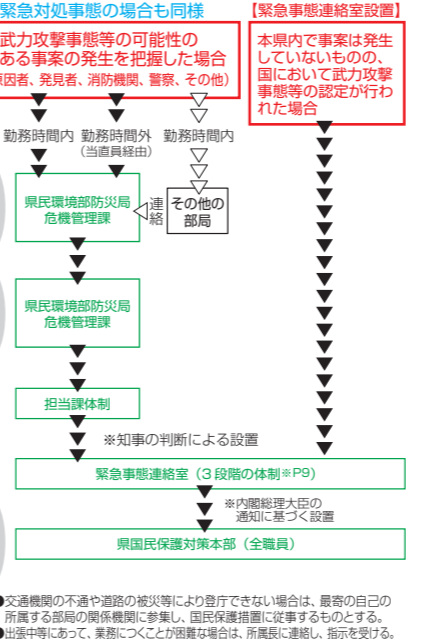 緊急対処事態の場合も同様
【緊急事態連絡室設置】
武力攻撃事態等の可能性の
ある事案の発生を把握した場合
因者、発見者、消防機関、警察、その他）
本県内で事案は発生
していないものの、
国において武力攻撃
事態等の認定が行わ
れた場合
勤務時間内
勤務時間外
（当直員経由）
勤務時間内
県民環境部防災局
危機管理課
連絡
その他の
部局
県民環境部防災局
危機管理課
担当課体制
※知事の判断による設置
緊急事態連絡室（3段階の体制※P9）
※内閣総理大臣の
通知に基づく設置
県国民保護対策本部（全職員）
●交通機関の不通や道路の被災等により登庁できない場合は、最寄の自己の
所属する部局の関係機関に参集し、国民保護措置に従事するものとする。
●出張中等にあって、業務につくことが困難な場合は、所属長に連絡し、指示を受ける。